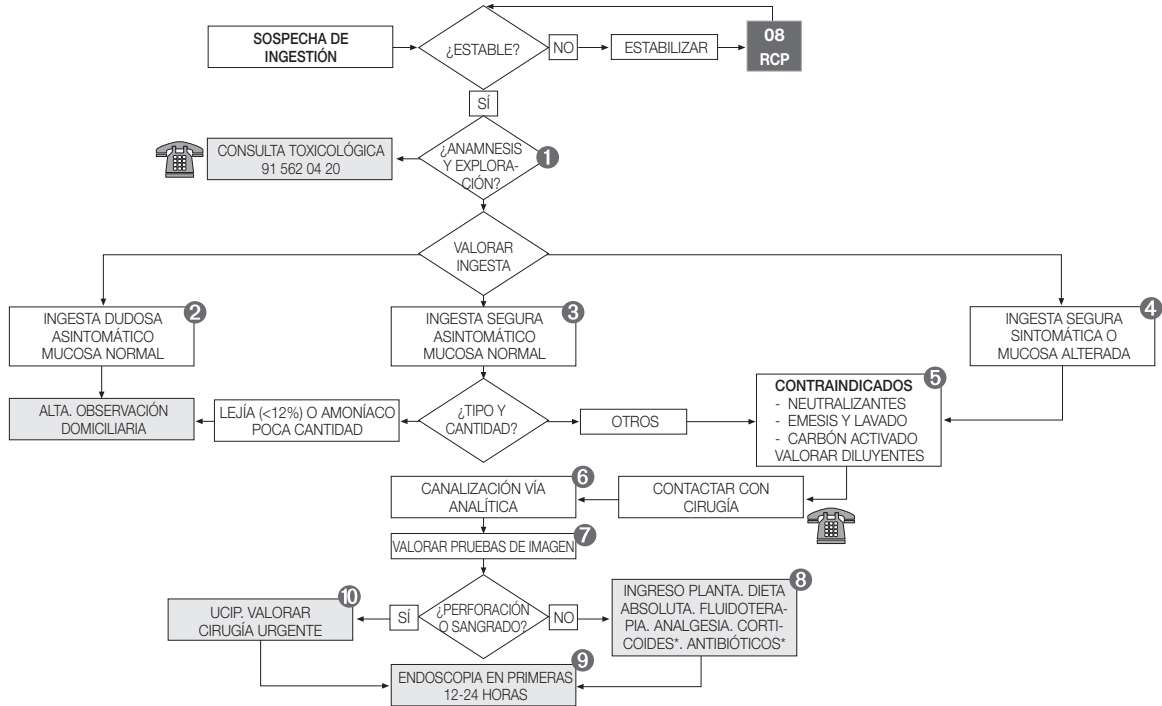 SOSPECHA DE
INGESTIÓN
¿ESTABLE?
NO
ESTABILIZAR
08
RCP
SÍ
CONSULTA TOXICOLÓGICA
91 562 04 20
¿ANAMNESIS
Y EXPLORA-
CIÓN?
1
VALORAR
INGESTA
2
INGESTA DUDOSA
ASINTOMÁTICO
MUCOSA NORMAL
3
INGESTA SEGURA
ASINTOMÁTICO
MUCOSA NORMAL
4
INGESTA SEGURA
SINTOMÁTICA O
MUCOSA ALTERADA
ALTA. OBSERVACIÓN
DOMICILIARIA
LEJÍA (<12%) O AMONÍACO
POCA CANTIDAD
¿TIPO Y
CANTIDAD?
OTROS
5
CONTRAINDICADOS
- NEUTRALIZANTES
- EMESIS Y LAVADO
- CARBÓN ACTIVADO
VALORAR DILUYENTES
6
CANALIZACIÓN VÍA
ANALÍTICA
CONTACTAR CON
CIRUGÍA
7
VALORAR PRUEBAS DE IMAGEN
10
UCIP. VALORAR
CIRUGÍA URGENTE
SÍ
¿PERFORACIÓN
O SANGRADO?
NO
8
INGRESO PLANTA. DIETA
ABSOLUTA. FLUIDOTERA-
PIA. ANALGESIA. CORTI-
COIDES*. ANTIBIÓTICOS*
9
ENDOSCOPIA EN PRIMERAS
12-24 HORAS